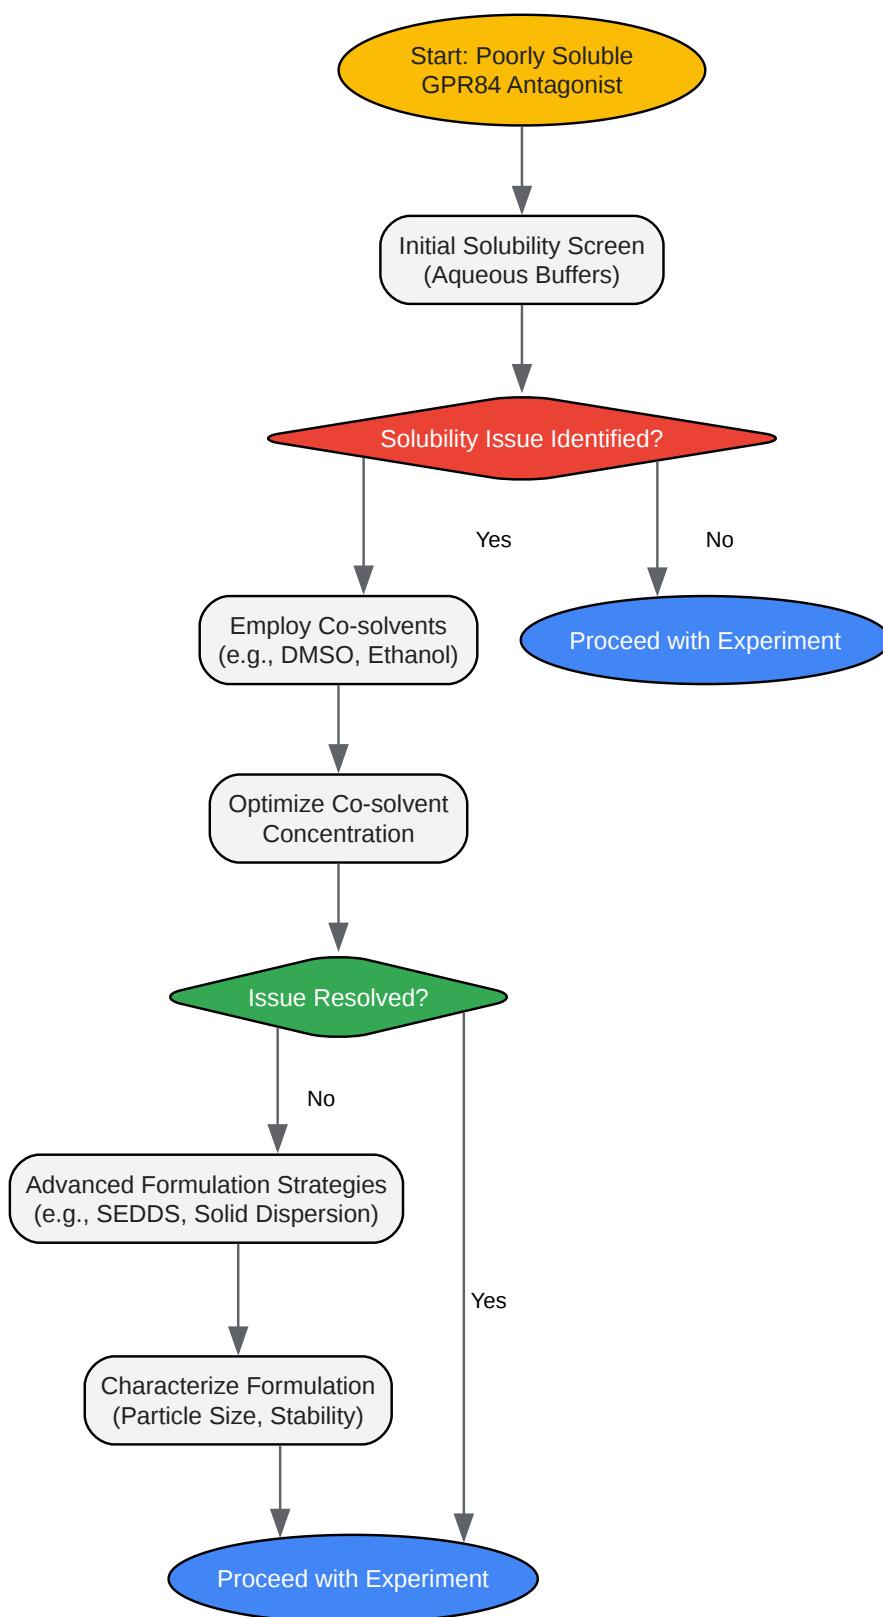 Start: Poorly Soluble
GPR84 Antagonist
Initial Solubility Screen
(Aqueous Buffers)
Solubility Issue Identified?
Yes
No
Employ Co-solvents
(e.g., DMSO, Ethanol)
Proceed with Experiment
Optimize Co-solvent
Concentration
Issue Resolved?
No
Advanced Formulation Strategies
(e.g., SEDDS, Solid Dispersion)
Yes
Characterize Formulation
(Particle Size, Stability)
Proceed with Experiment